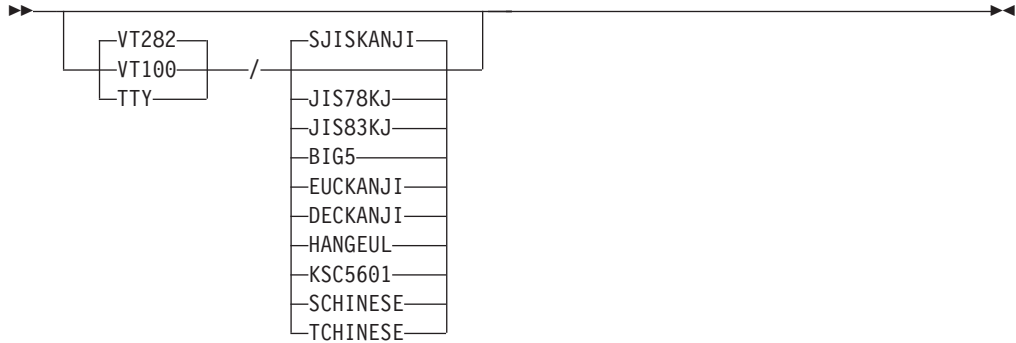 VT282 SJISKANJI
VT100 /
TTY
JIS78KJ
JIS83KJ
BIG5
EUCKANJI
DECKANJI
HANGEUL
KSC5601
SCHINESE
TCHINESE